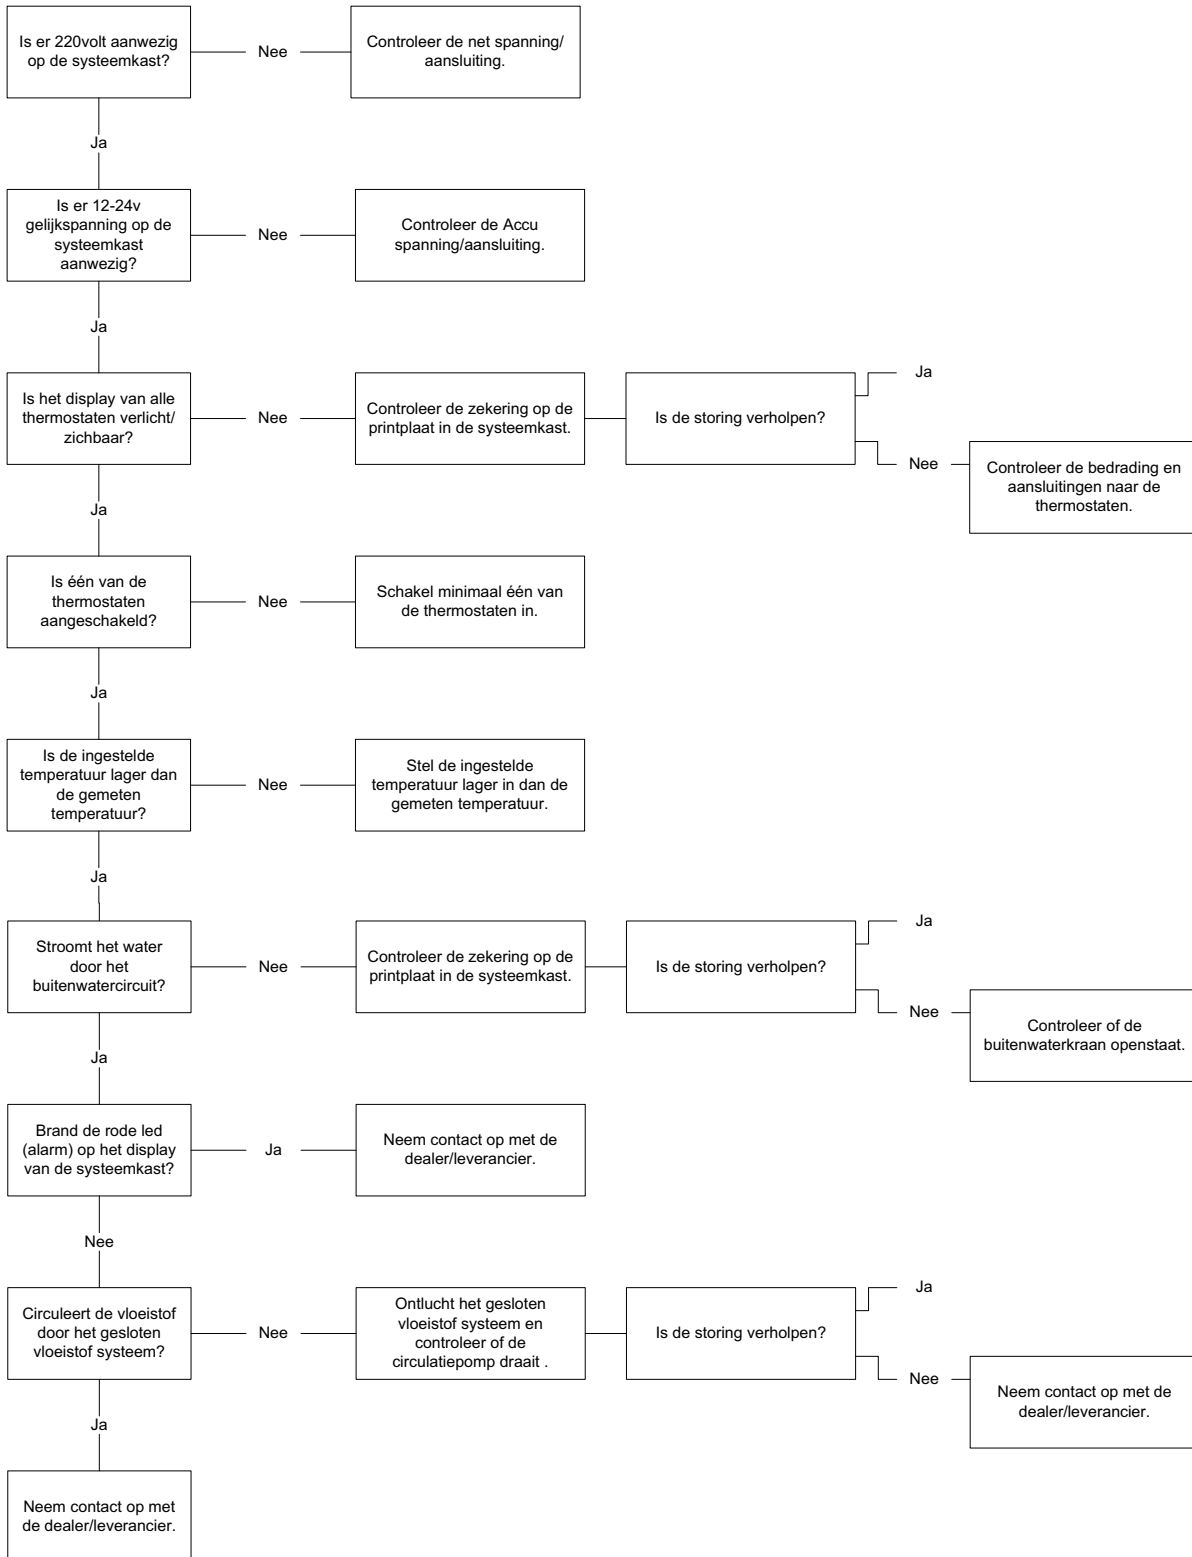 Is er 220volt aanwezig
op de systeemkast?
Nee
Controleer de net spanning/
aansluiting.
Ja
Is er 12-24v
gelijkspanning op de
systeemkast
aanwezig?
Nee
Controleer de Accu
spanning/aansluiting.
Ja
Is het display van alle
thermostaten verlicht/
zichbaar?
Nee
Controleer de zekering op de
printplaat in de systeemkast.
Is de storing verholpen?
Ja
Nee
Controleer de bedrading en
aansluitingen naar de
thermostaten.
Ja
Is één van de
thermostaten
aangeschakeld?
Nee
Schakel minimaal één van
de thermostaten in.
Ja
Is de ingestelde
temperatuur lager dan
de gemeten
temperatuur?
Nee
Stel de ingestelde
temperatuur lager in dan de
gemeten temperatuur.
Ja
Stroomt het water
door het
buitenwatercircuit?
Nee
Controleer de zekering op de
printplaat in de systeemkast.
Is de storing verholpen?
Ja
Nee
Controleer of de
buitenwaterkraan openstaat.
Ja
Brand de rode led
(alarm) op het display
van de systeemkast?
Ja
Neem contact op met de
dealer/leverancier.
Nee
Circuleert de vloeistof
door het gesloten
vloeistof systeem?
Nee
Ontlucht het gesloten
vloeistof systeem en
controleer of de
circulatiepomp draait .
Is de storing verholpen?
Ja
Nee
Neem contact op met de
dealer/leverancier.
Ja
Neem contact op met
de dealer/leverancier.